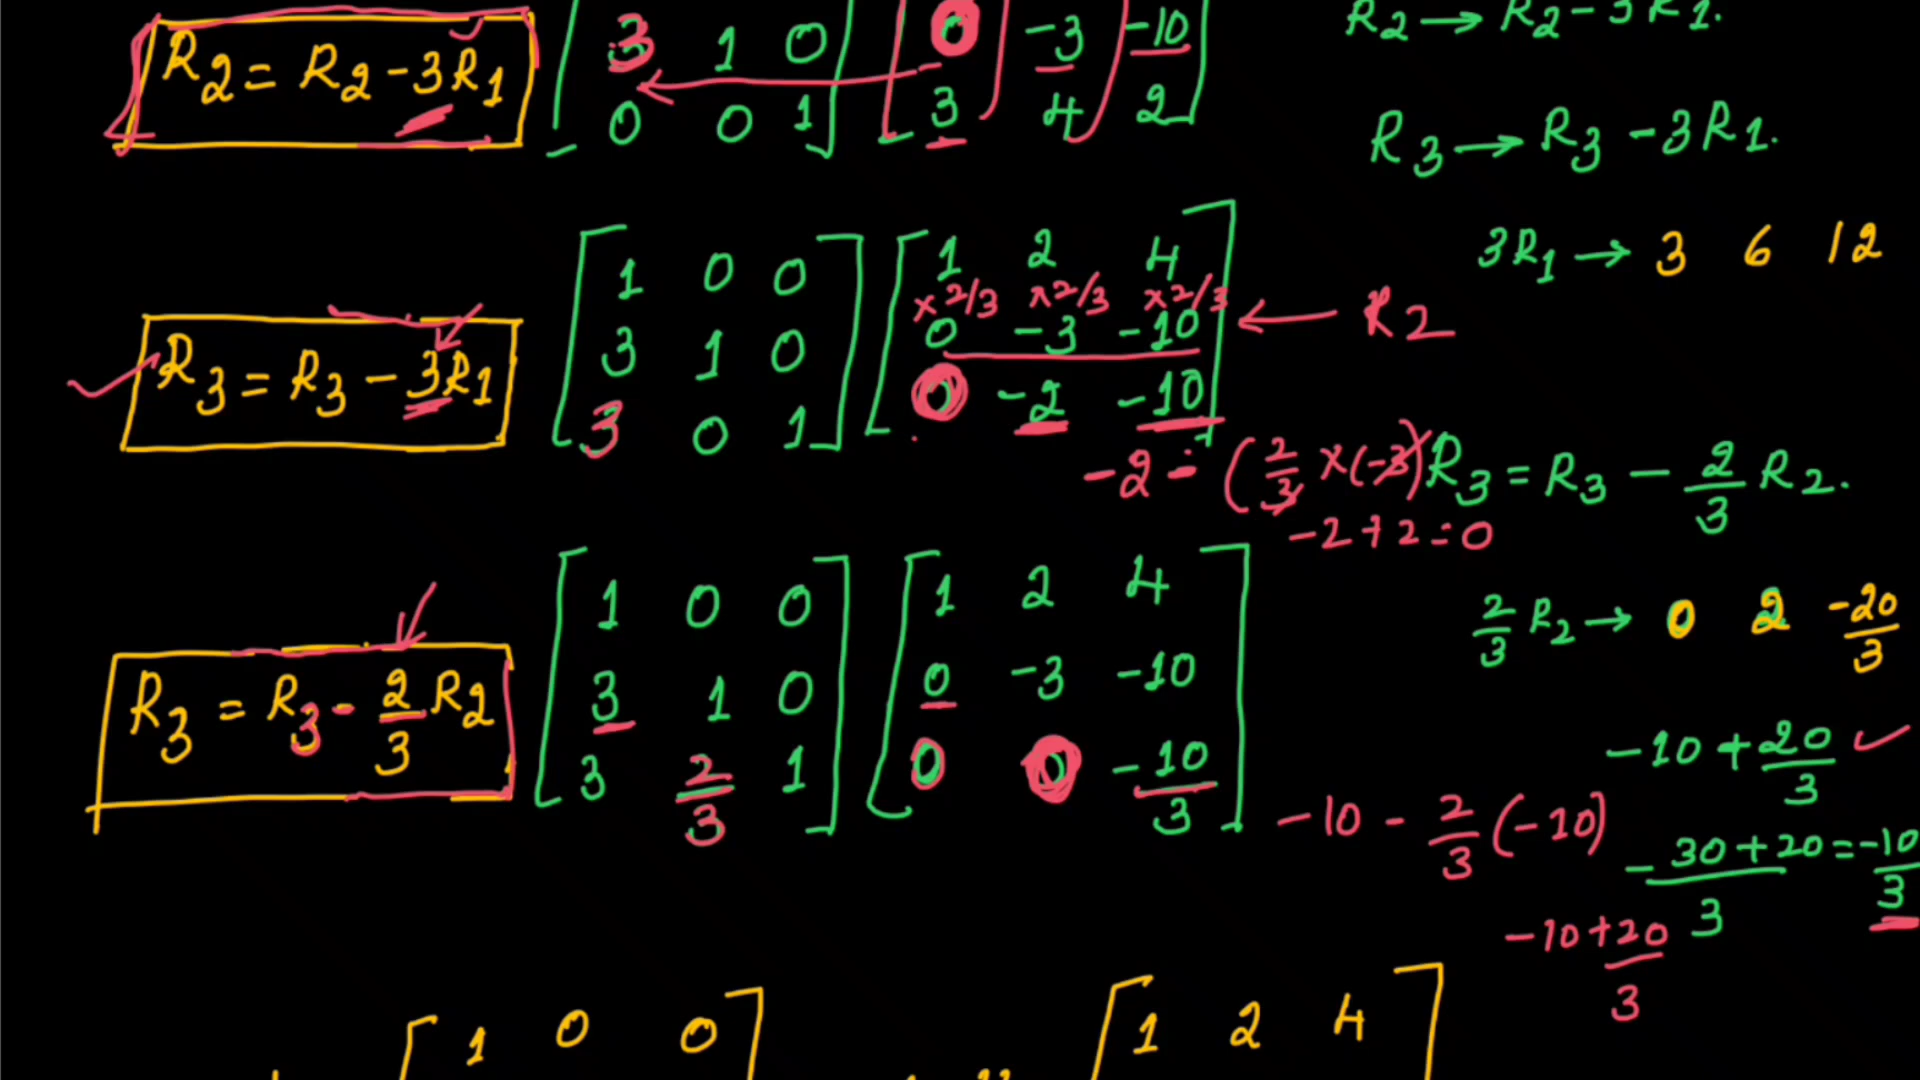 R2 = R2 - 3R1
3 1 0 0 -3 -10
0 0 1 3 4 2
R2 → R2 - 3R1.
R3 → R3 - 3R1.
3R1 → 3 6 12
R3 = R3 - 3R1
1 0 0 1 2 4
×2/3 ×2/3 ×2/3
3 1 0 0 -3 -10 ← R2
3 0 1 0 -2 -10
-2 - (2/3 ×(-3)
-2 + 2 = 0
R3 = R3 - 2/3 R2.
2/3 R2 → 0 2 -20/3
R3 = R3 - 2/3 R2
1 0 0 1 2 4
3 1 0 0 -3 -10
3 2/3 1 0 0 -10/3
-10 + 20/3 ✓
-10 - 2/3 (-10)
-30+20/3 = -10/3
-10+20/3
1 0 0 1 2 4